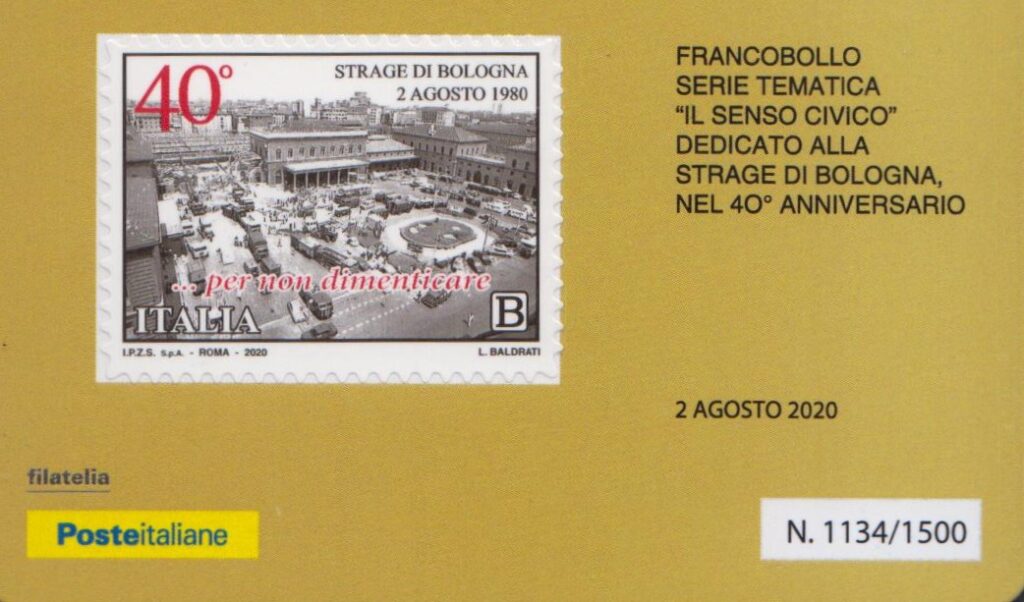 40°
STRAGE DI BOLOGNA
2 AGOSTO 1980
... per non dimenticare
ITALIA
B
I.P.Z.S. S.p.A. - ROMA - 2020
L. BALDRATI
FRANCOBOLLO
SERIE TEMATICA
“IL SENSO CIVICO”
DEDICATO ALLA
STRAGE DI BOLOGNA,
NEL 40° ANNIVERSARIO
2 AGOSTO 2020
filatelia
Posteitaliane
N. 1134/1500